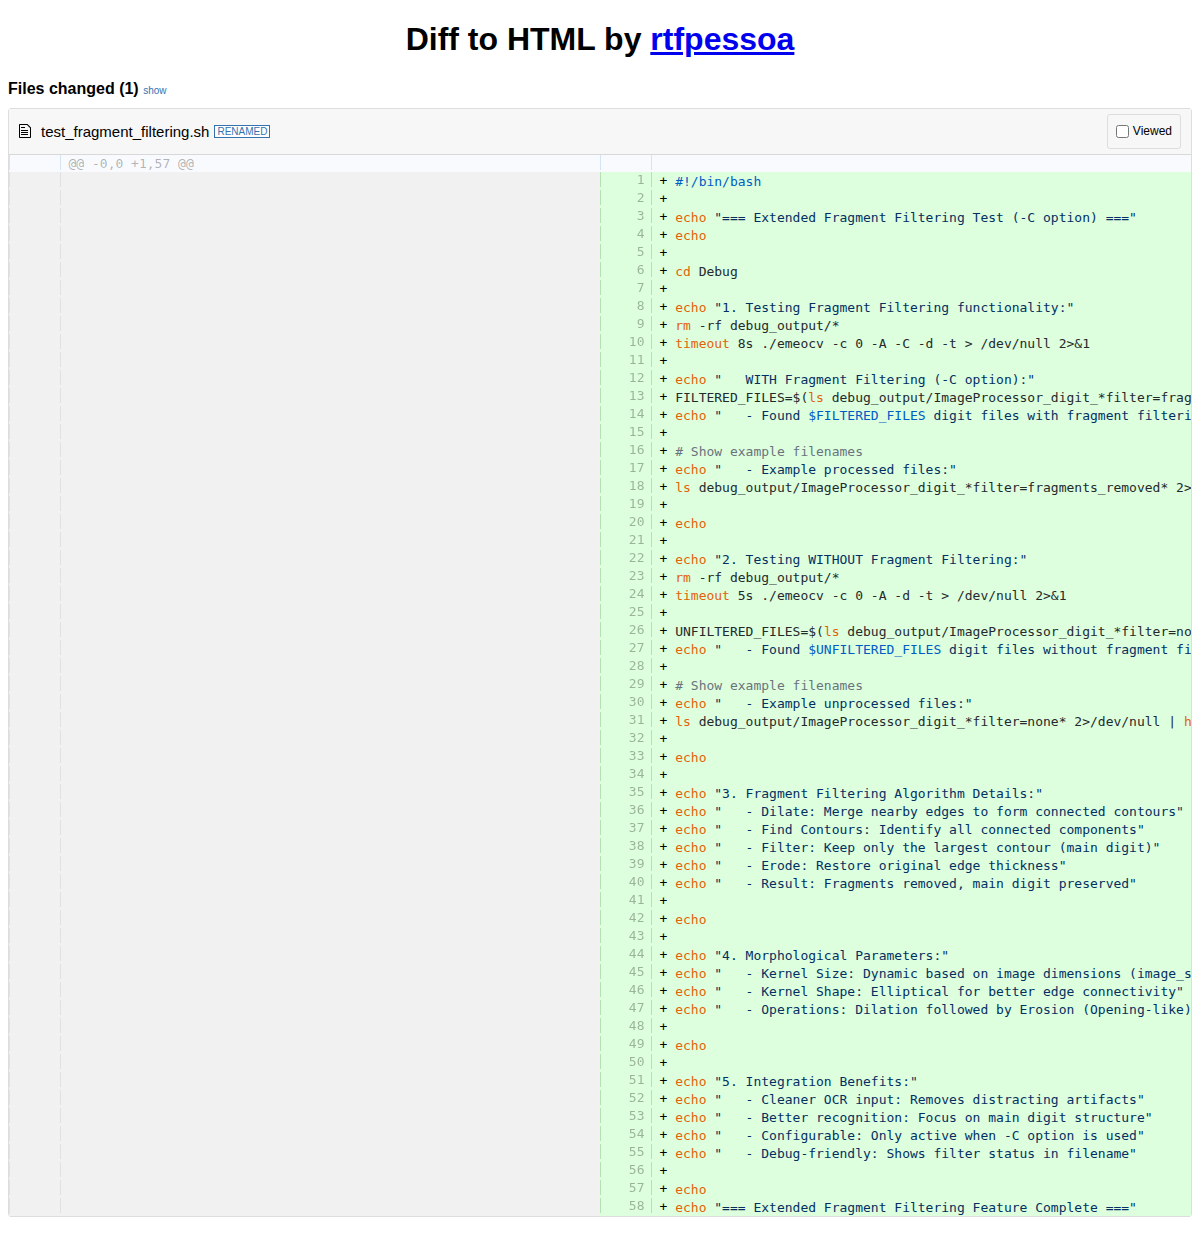 Diff to HTML by rtfpessoa
Files changed (1) show
test_fragment_filtering.sh RENAMED Viewed
@@ -0,0 +1,57 @@
1 + #!/bin/bash
2 +
3 + echo "=== Extended Fragment Filtering Test (-C option) ==="
4 + echo
5 +
6 + cd Debug
7 +
8 + echo "1. Testing Fragment Filtering functionality:"
9 + rm -rf debug_output/*
10 + timeout 8s ./emeocv -c 0 -A -C -d -t > /dev/null 2>&1
11 +
12 + echo "   WITH Fragment Filtering (-C option):"
13 + FILTERED_FILES=$(ls debug_output/ImageProcessor_digit_*filter=frag
14 + echo "   - Found $FILTERED_FILES digit files with fragment filteri
15 +
16 + # Show example filenames
17 + echo "   - Example processed files:"
18 + ls debug_output/ImageProcessor_digit_*filter=fragments_removed* 2>
19 +
20 + echo
21 +
22 + echo "2. Testing WITHOUT Fragment Filtering:"
23 + rm -rf debug_output/*
24 + timeout 5s ./emeocv -c 0 -A -d -t > /dev/null 2>&1
25 +
26 + UNFILTERED_FILES=$(ls debug_output/ImageProcessor_digit_*filter=no
27 + echo "   - Found $UNFILTERED_FILES digit files without fragment fi
28 +
29 + # Show example filenames
30 + echo "   - Example unprocessed files:"
31 + ls debug_output/ImageProcessor_digit_*filter=none* 2>/dev/null | h
32 +
33 + echo
34 +
35 + echo "3. Fragment Filtering Algorithm Details:"
36 + echo "   - Dilate: Merge nearby edges to form connected contours"
37 + echo "   - Find Contours: Identify all connected components"
38 + echo "   - Filter: Keep only the largest contour (main digit)"
39 + echo "   - Erode: Restore original edge thickness"
40 + echo "   - Result: Fragments removed, main digit preserved"
41 +
42 + echo
43 +
44 + echo "4. Morphological Parameters:"
45 + echo "   - Kernel Size: Dynamic based on image dimensions (image_s
46 + echo "   - Kernel Shape: Elliptical for better edge connectivity"
47 + echo "   - Operations: Dilation followed by Erosion (Opening-like)
48 +
49 + echo
50 +
51 + echo "5. Integration Benefits:"
52 + echo "   - Cleaner OCR input: Removes distracting artifacts"
53 + echo "   - Better recognition: Focus on main digit structure"
54 + echo "   - Configurable: Only active when -C option is used"
55 + echo "   - Debug-friendly: Shows filter status in filename"
56 +
57 + echo
58 + echo "=== Extended Fragment Filtering Feature Complete ==="